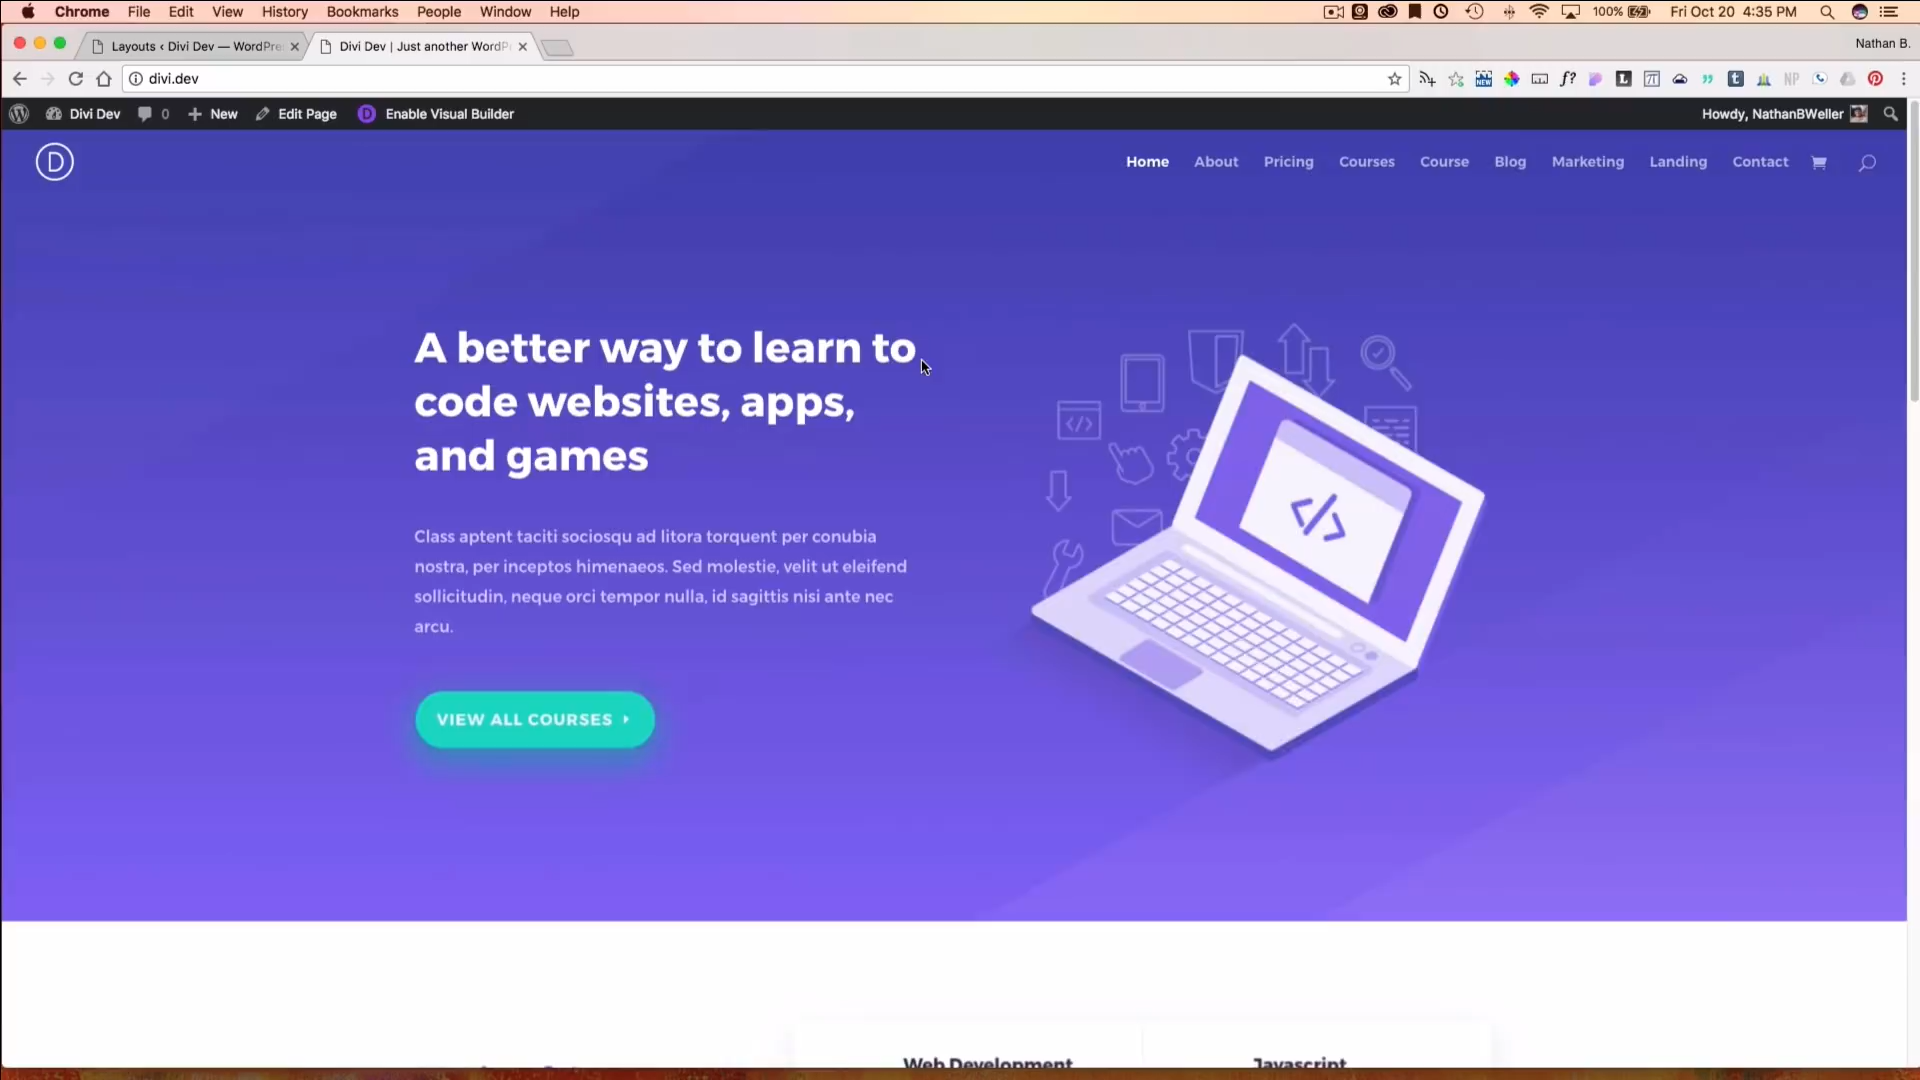 Chrome File Edit View History Bookmarks People Window Help 100% Fri Oct 20 4:35 PM
Layouts ‹ Divi Dev — WordPre Divi Dev | Just another WordP Nathan B.
divi.dev
Divi Dev 0 New Edit Page D Enable Visual Builder Howdy, NathanBWeller
D Home About Pricing Courses Course Blog Marketing Landing Contact
A better way to learn to
code websites, apps,
and games
Class aptent taciti sociosqu ad litora torquent per conubia
nostra, per inceptos himenaeos. Sed molestie, velit ut eleifend
sollicitudin, neque orci tempor nulla, id sagittis nisi ante nec
arcu.
VIEW ALL COURSES
</>
</>
Web Development Javascript